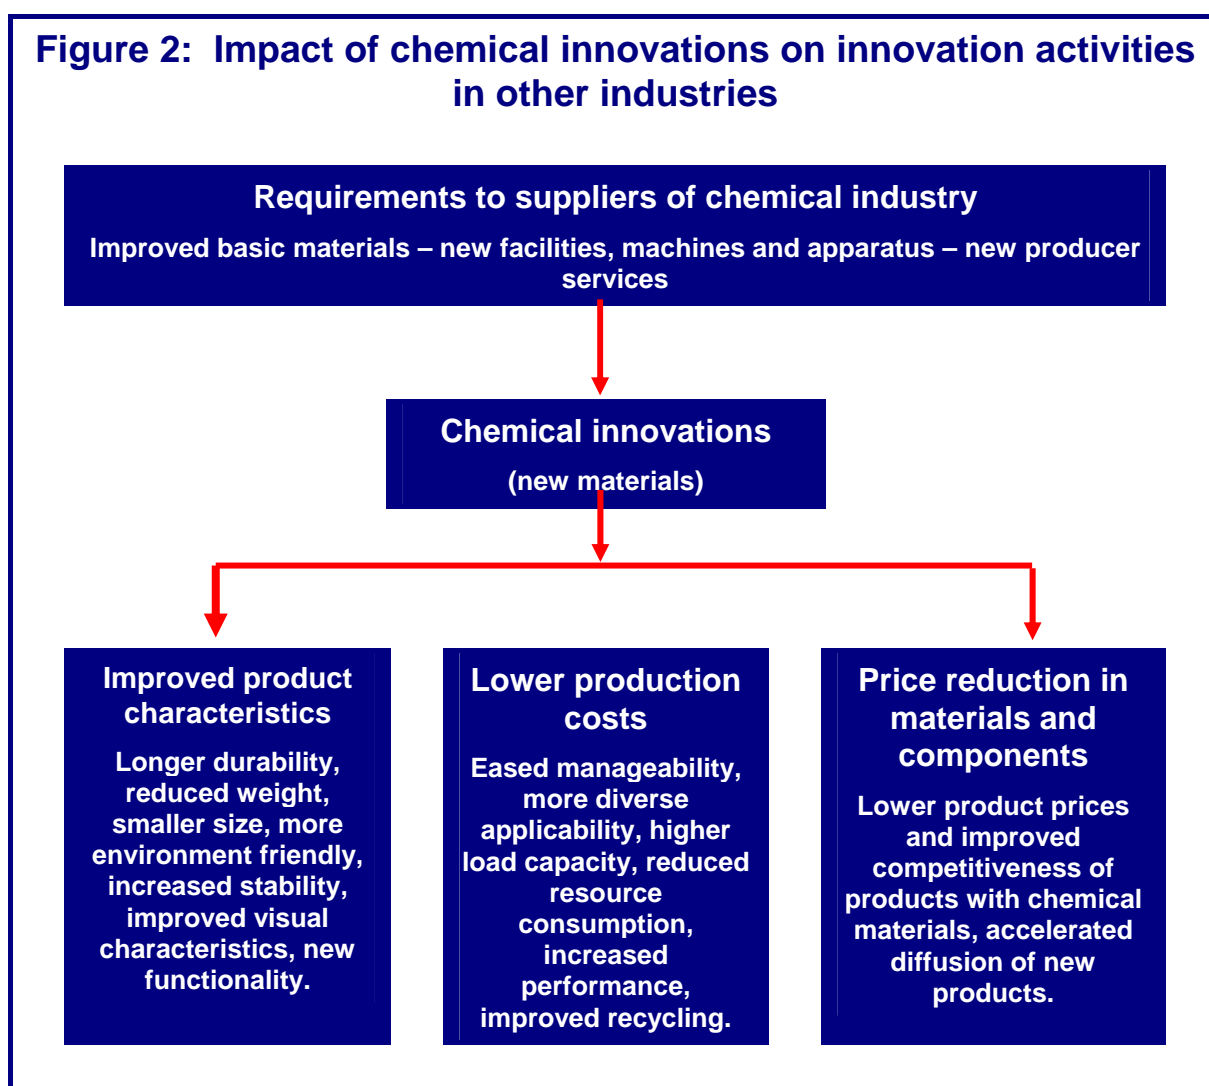 Figure 2:  Impact of chemical innovations on innovation activities
in other industries
Requirements to suppliers of chemical industry
Improved basic materials – new facilities, machines and apparatus – new producer
services
Chemical innovations
(new materials)
Improved product
characteristics
Longer durability,
reduced weight,
smaller size, more
environment friendly,
increased stability,
improved visual
characteristics, new
functionality.
Lower production
costs
Eased manageability,
more diverse
applicability, higher
load capacity, reduced
resource
consumption,
increased
performance,
improved recycling.
Price reduction in
materials and
components
Lower product prices
and improved
competitiveness of
products with chemical
materials, accelerated
diffusion of new
products.